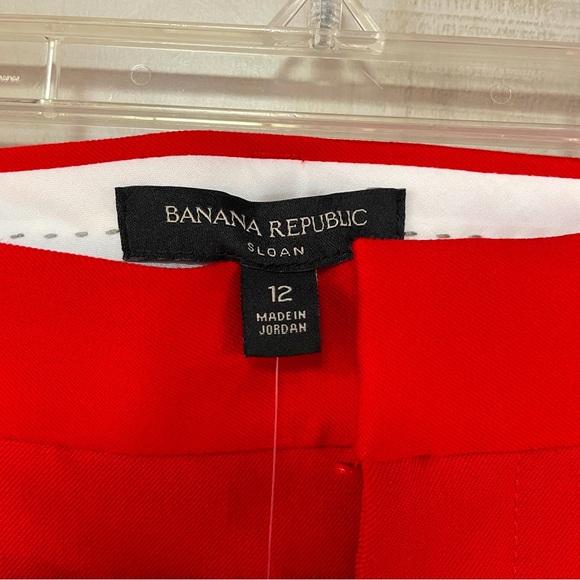 BANANA REPUBLIC
SLOAN
12
MADE IN
JORDAN